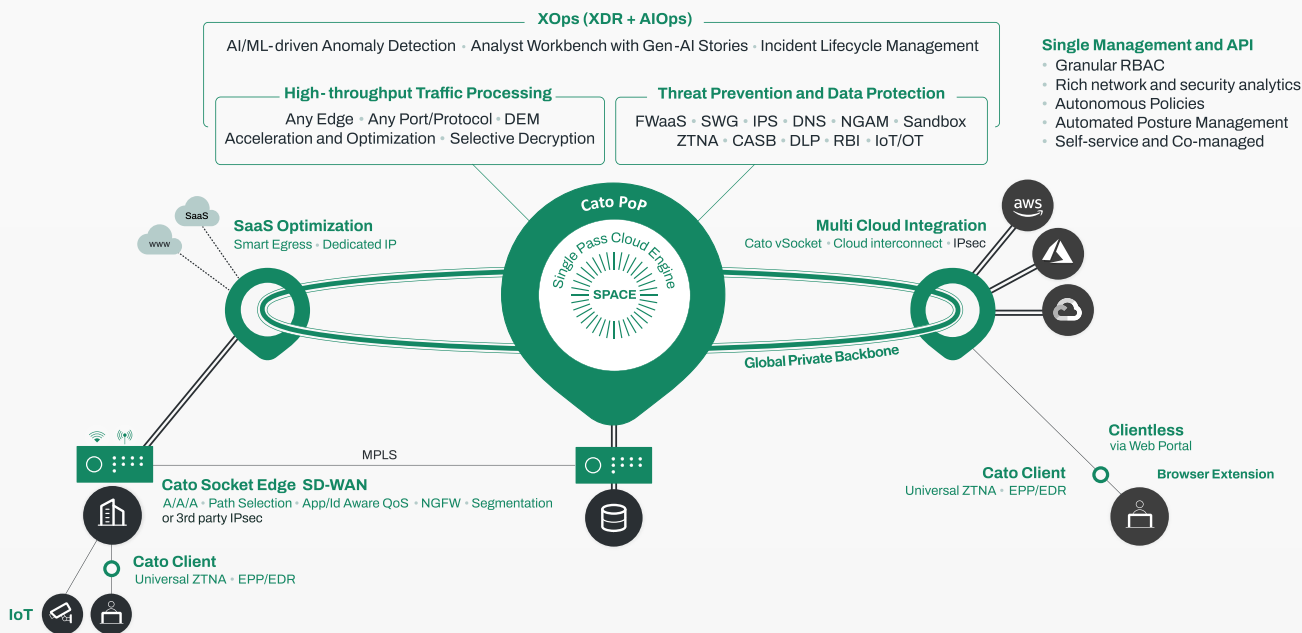 XOps (XDR + AIOps)
AI/ML-driven Anomaly Detection • Analyst Workbench with Gen-AI Stories • Incident Lifecycle Management
High-throughput Traffic Processing
Any Edge • Any Port/Protocol • DEM
Acceleration and Optimization • Selective Decryption
Threat Prevention and Data Protection
FWaaS • SWG • IPS • DNS • NGAM • Sandbox
ZTNA • CASB • DLP • RBI • IoT/OT
Single Management and API
• Granular RBAC
• Rich network and security analytics
• Autonomous Policies
• Automated Posture Management
• Self-service and Co-managed
SaaS
www
SaaS Optimization
Smart Egress • Dedicated IP
Cato PoP
Single Pass Cloud Engine
SPACE
Multi Cloud Integration
Cato vSocket • Cloud interconnect • IPsec
aws
Global Private Backbone
MPLS
Cato Socket Edge SD-WAN
A/A/A • Path Selection • App/Id Aware QoS • NGFW • Segmentation
or 3rd party IPsec
Cato Client
Universal ZTNA • EPP/EDR
IoT
Clientless
via Web Portal
Cato Client
Universal ZTNA • EPP/EDR
Browser Extension